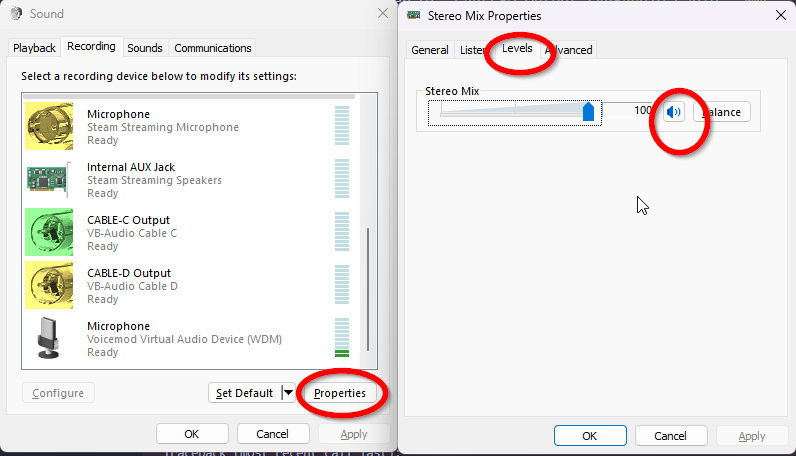 Sound
Playback Recording Sounds Communications
Select a recording device below to modify its settings:
Microphone
Steam Streaming Microphone
Ready
Internal AUX Jack
Steam Streaming Speakers
Ready
CABLE-C Output
VB-Audio Cable C
Ready
CABLE-D Output
VB-Audio Cable D
Ready
Microphone
Voicemod Virtual Audio Device (WDM)
Ready
Configure Set Default Properties
OK Cancel Apply
Stereo Mix Properties
General Listen Levels Advanced
Stereo Mix
100 Balance
OK Cancel Apply